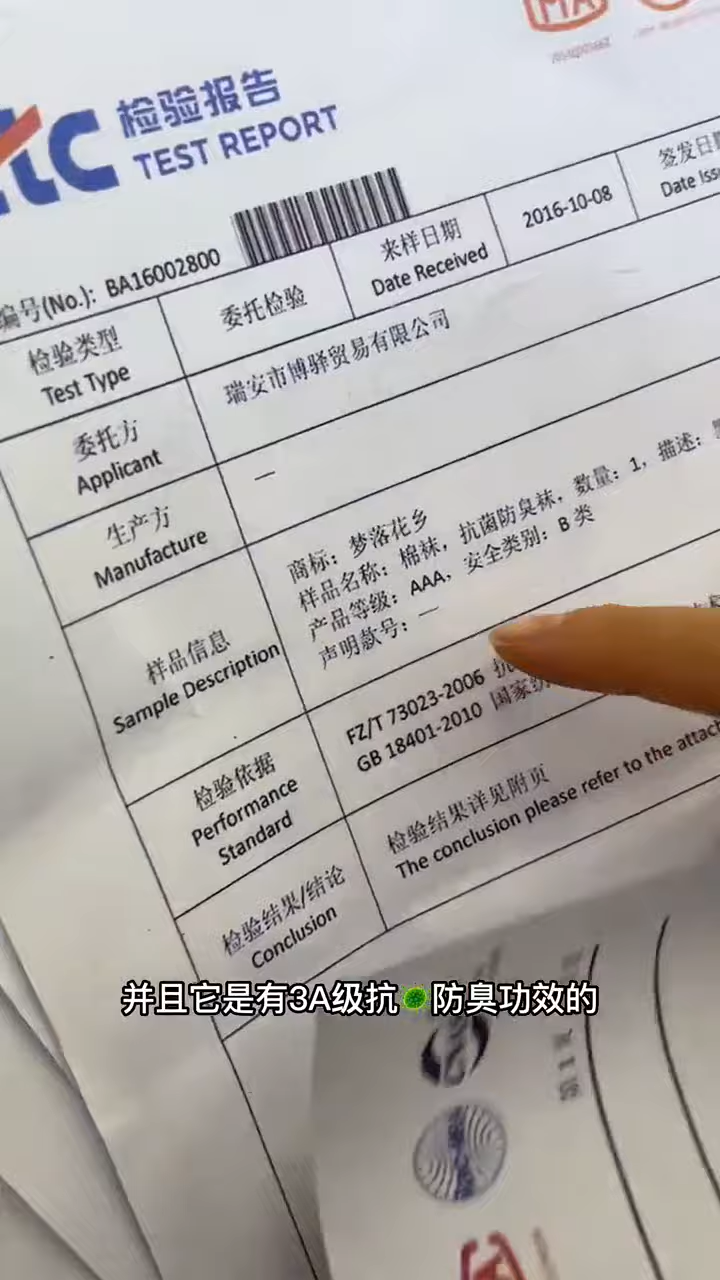 检验报告
TEST REPORT
编号(No.): BA16002800
检验类型
Test Type
委托检验
来样日期
Date Received
2016-10-08
签发日期
Date
委托方
Applicant
瑞安市博驿贸易有限公司
生产方
Manufacture
—
样品信息
Sample Description
商标：梦落花乡
样品名称：棉袜，抗菌防臭袜，数量：1，描述：
产品等级：AAA，安全类别：B 类
声明款号：—
检验依据
Performance
Standard
FZ/T 73023-2006 抗
GB 18401-2010 国家纺
检验结果/结论
Conclusion
检验结果详见附页
The conclusion please refer to the attach
并且它是有3A级抗防臭功效的